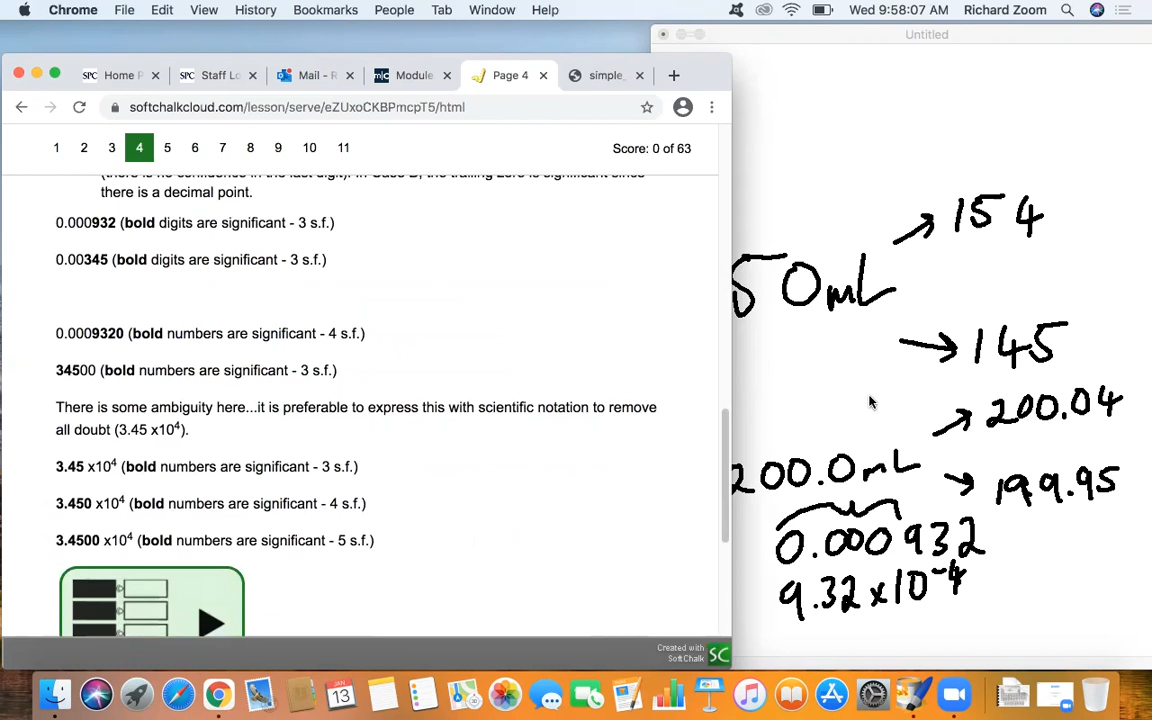 Chrome File Edit View History Bookmarks People Tab Window Help
Wed 9:58:07 AM Richard Zoom
Untitled
SPC Home P
SPC Staff Lo
Mail - R
m|c Module
Page 4
simple_
softchalkcloud.com/lesson/serve/eZUxoCKBPmcpT5/html
1 2 3 4 5 6 7 8 9 10 11 Score: 0 of 63
there is a decimal point.
0.000932 (bold digits are significant - 3 s.f.)
0.00345 (bold digits are significant - 3 s.f.)
0.0009320 (bold numbers are significant - 4 s.f.)
34500 (bold numbers are significant - 3 s.f.)
There is some ambiguity here...it is preferable to express this with scientific notation to remove
all doubt (3.45 x10⁴).
3.45 x10⁴ (bold numbers are significant - 3 s.f.)
3.450 x10⁴ (bold numbers are significant - 4 s.f.)
3.4500 x10⁴ (bold numbers are significant - 5 s.f.)
Created with
SoftChalk SC
→ 154
50mL
→ 145
→ 200.04
200.0mL → 199.95
0.000932
9.32x10⁻⁴
JAN
13